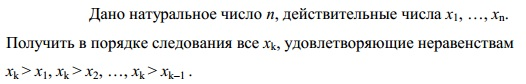 Дано натуральное число n, действительные числа x₁, …, xₙ.
Получить в порядке следования все xₖ, удовлетворяющие неравенствам
xₖ > x₁, xₖ > x₂, …, xₖ > xₖ₋₁ .